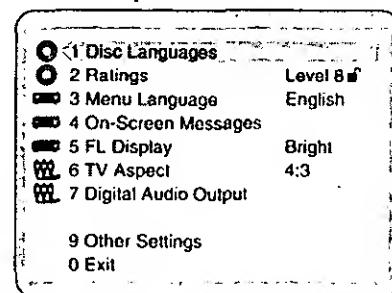 1 Disc Languages
2 Ratings Level 8
3 Menu Language English
4 On-Screen Messages
5 FL Display Bright
6 TV Aspect 4:3
7 Digital Audio Output
9 Other Settings
0 Exit